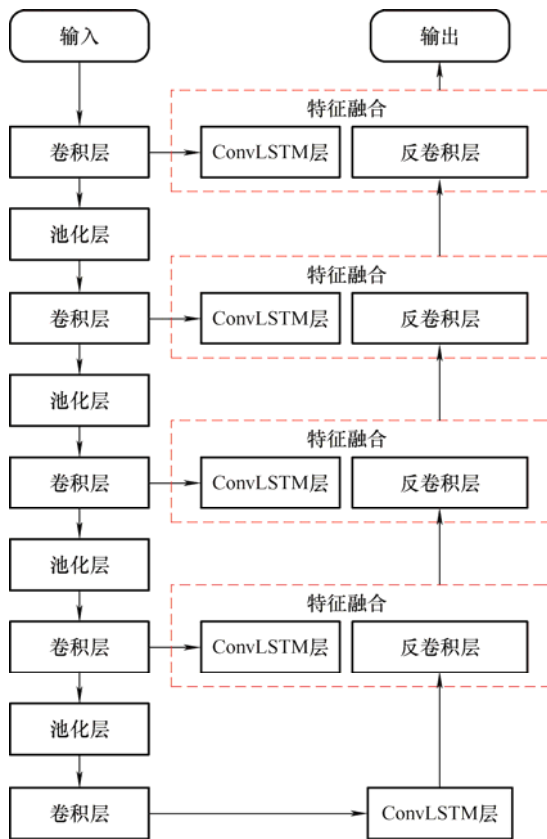 输入
输出
特征融合
卷积层
ConvLSTM层
反卷积层
池化层
特征融合
卷积层
ConvLSTM层
反卷积层
池化层
特征融合
卷积层
ConvLSTM层
反卷积层
池化层
特征融合
卷积层
ConvLSTM层
反卷积层
池化层
卷积层
ConvLSTM层